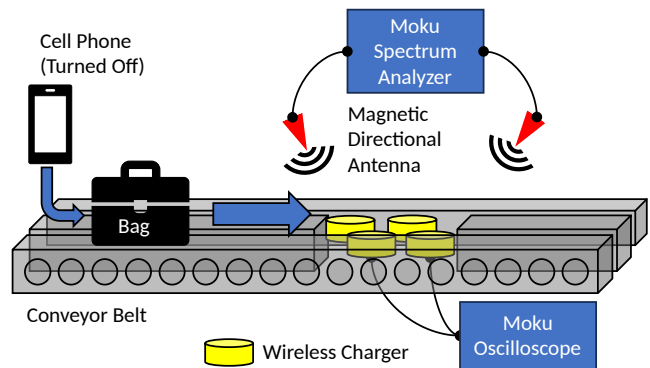 Cell Phone
(Turned Off)
Moku
Spectrum
Analyzer
Magnetic
Directional
Antenna
Bag
Conveyor Belt
Wireless Charger
Moku
Oscilloscope